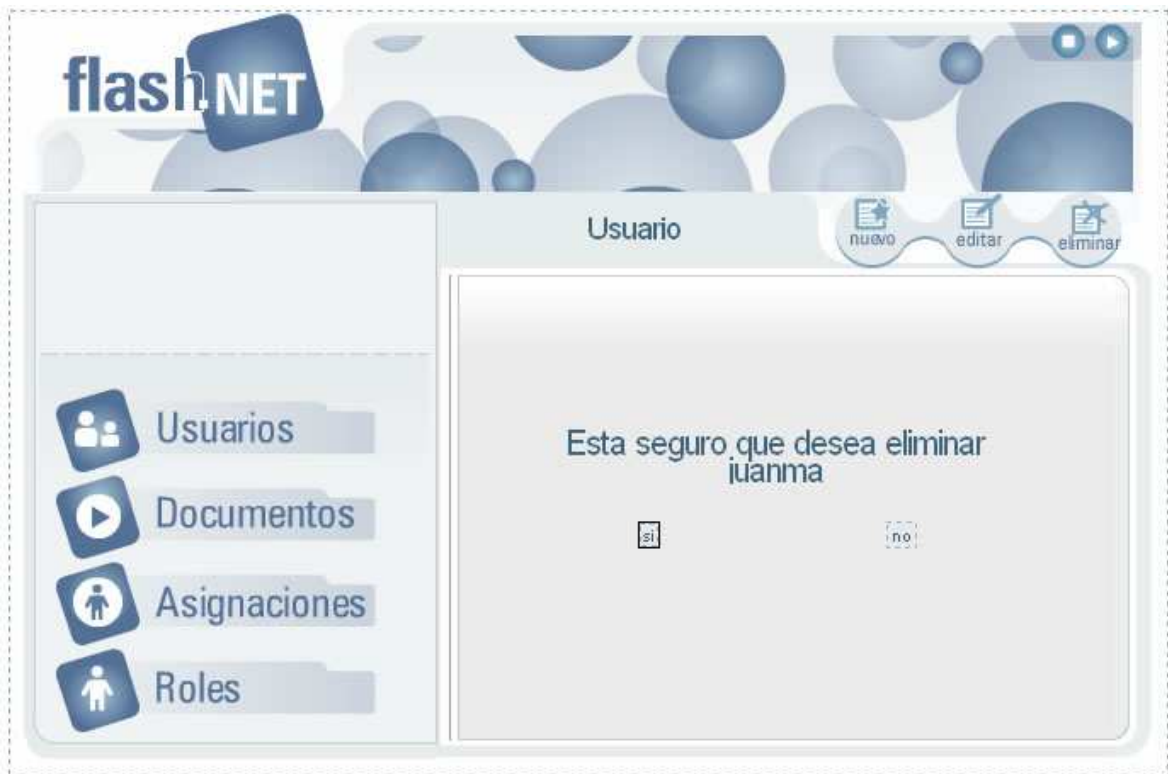 flash.NET
Usuario
nuevo
editar
eliminar
Usuarios
Documentos
Asignaciones
Roles
Esta seguro que desea eliminar
juanma
si
no